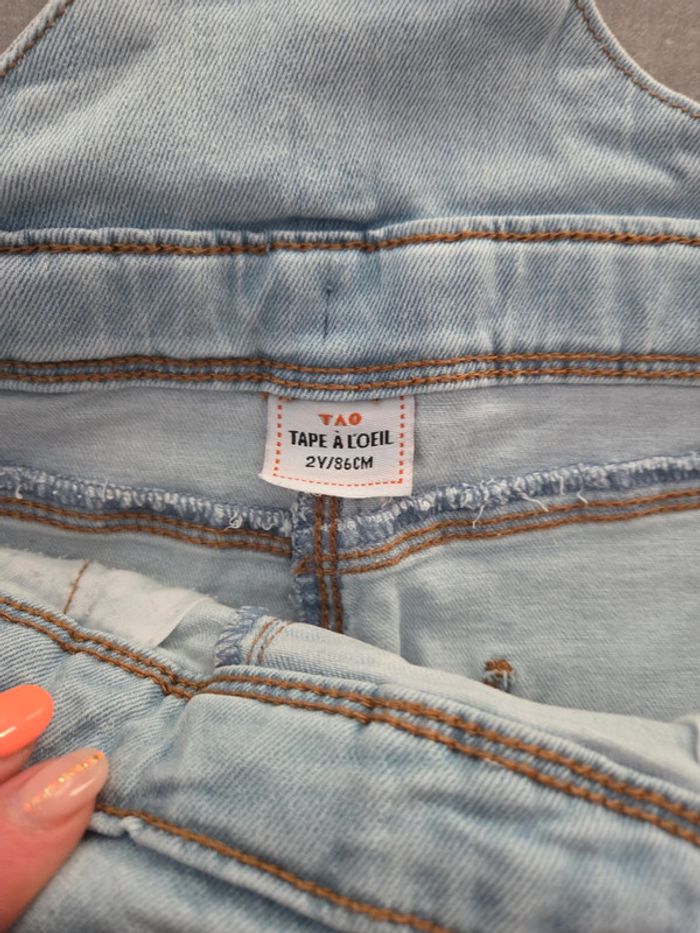 TAO
TAPE À L'OEIL
2Y/86CM